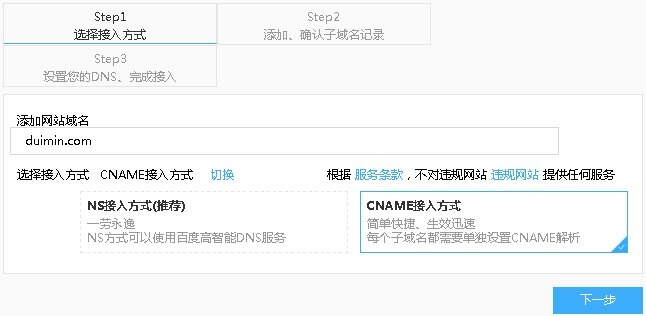 Step1
选择接入方式
Step2
添加、确认子域名记录
Step3
设置您的DNS、完成接入
添加网站域名
duimin.com
选择接入方式 CNAME接入方式 切换 根据 服务条款，不对违规网站 违规网站 提供任何服务
NS接入方式(推荐)
一劳永逸
NS方式可以使用百度高智能DNS服务
CNAME接入方式
简单快捷、生效迅速
每个子域名都需要单独设置CNAME解析
下一步